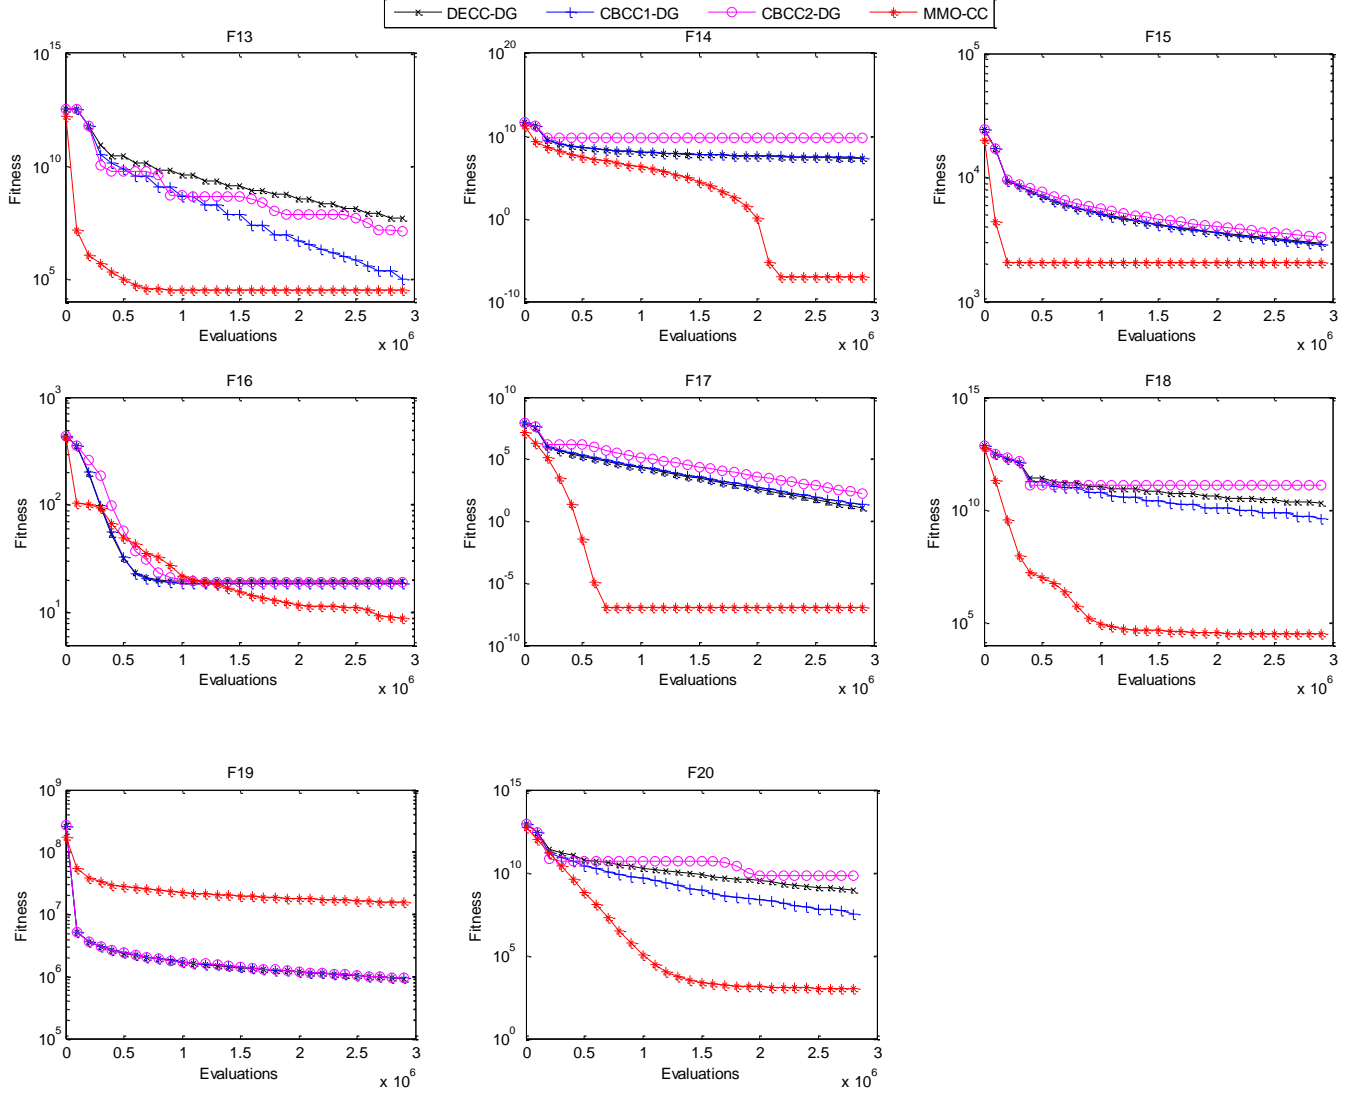 DECC-DG CBCC1-DG CBCC2-DG MMO-CC
F13 F14 F15
10^15 10^20 10^5
10^10 10^10 10^4
10^5 10^0 10^3
10^-10
Fitness Fitness Fitness
0 0.5 1 1.5 2 2.5 3 0 0.5 1 1.5 2 2.5 3 0 0.5 1 1.5 2 2.5 3
Evaluations Evaluations Evaluations
x 10^6 x 10^6 x 10^6
F16 F17 F18
10^3 10^10 10^15
10^2 10^5 10^10
10^1 10^0 10^5
10^-5
10^-10
Fitness Fitness Fitness
0 0.5 1 1.5 2 2.5 3 0 0.5 1 1.5 2 2.5 3 0 0.5 1 1.5 2 2.5 3
Evaluations Evaluations Evaluations
x 10^6 x 10^6 x 10^6
F19 F20
10^9 10^15
10^8 10^10
10^7 10^5
10^6 10^0
10^5
Fitness Fitness
0 0.5 1 1.5 2 2.5 3 0 0.5 1 1.5 2 2.5 3
Evaluations Evaluations
x 10^6 x 10^6